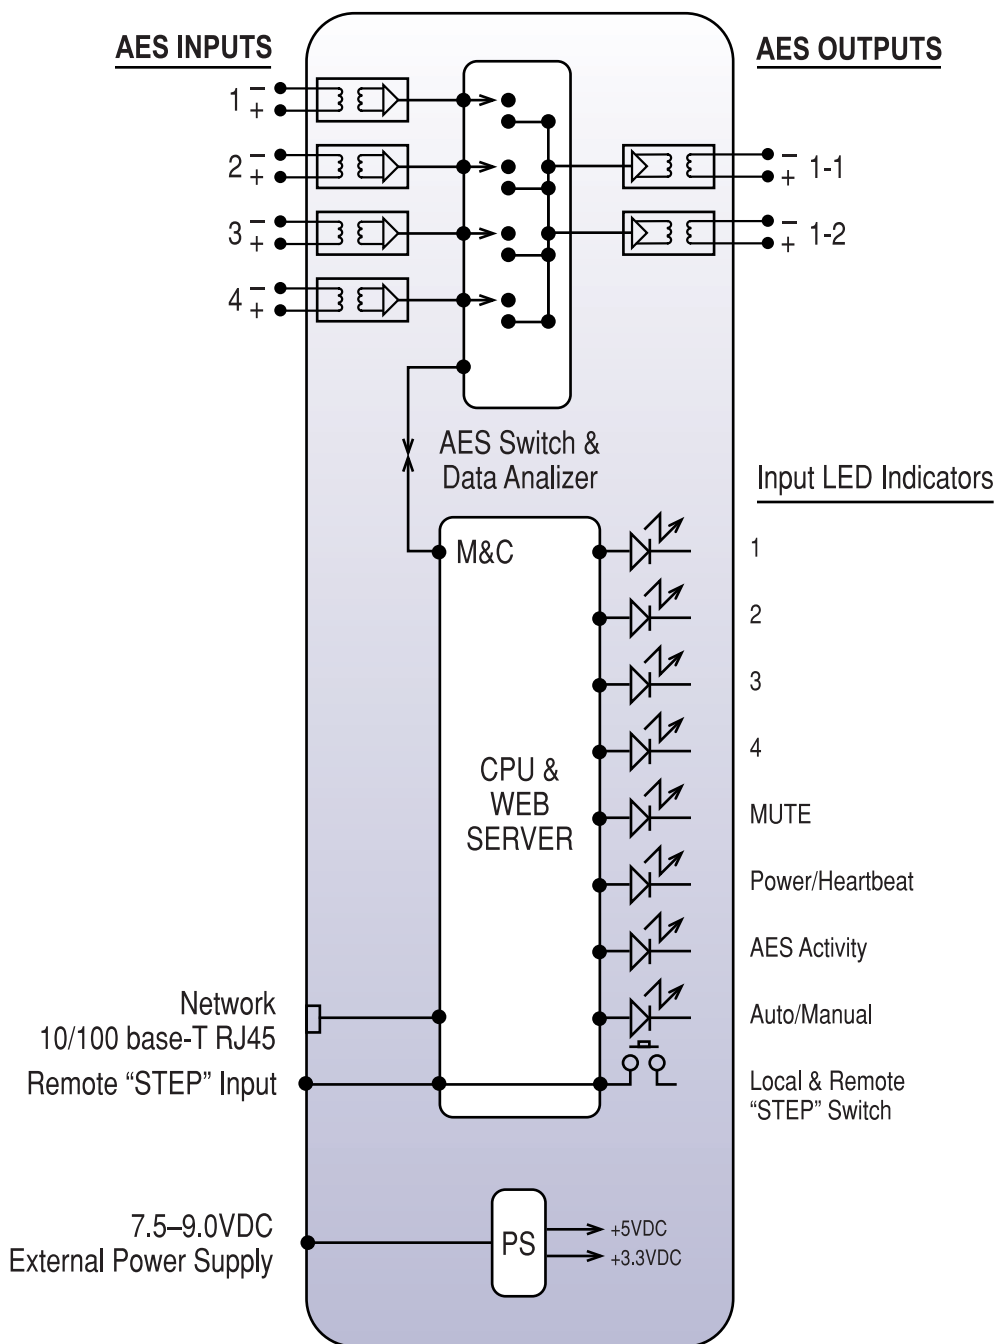 AES INPUTS
AES OUTPUTS
1 – +
2 – +
3 – +
4 – +
– + 1-1
– + 1-2
AES Switch &
Data Analizer
Input LED Indicators
M&C
1
2
3
4
CPU &
WEB
SERVER
MUTE
Power/Heartbeat
AES Activity
Auto/Manual
Local & Remote
“STEP” Switch
Network
10/100 base-T RJ45
Remote “STEP” Input
7.5–9.0VDC
External Power Supply
PS
+5VDC
+3.3VDC